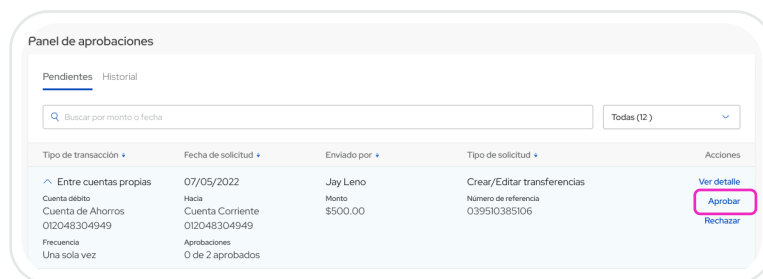 Panel de aprobaciones
Pendientes Historial
Buscar por monto o fecha Todas (12 )
Tipo de transacción Fecha de solicitud Enviado por Tipo de solicitud Acciones
Entre cuentas propias 07/05/2022 Jay Leno Crear/Editar transferencias Ver detalle
Cuenta débito Hacia Monto Número de referencia Aprobar
Cuenta de Ahorros Cuenta Corriente $500.00 039510385106
012048304949 012048304949 Rechazar
Frecuencia Aprobaciones
Una sola vez 0 de 2 aprobados